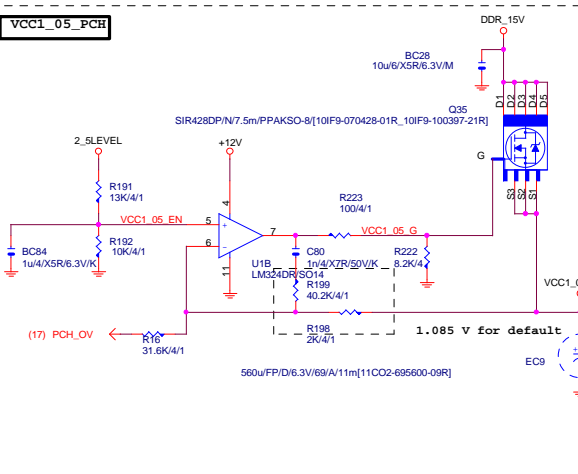 VCC1_05_PCH
DDR_15V
BC28
10u/6/X5R/6.3V/M
D1
D2
D3
D4
D5
Q35
SIR428DP/N/7.5m/PPAKSO-8/[10IF9-070428-01R_10IF9-100397-21R]
2_5LEVEL
+12V
G
S3
S2
S1
R191
13K/4/1
4
R223
100/4/1
VCC1_05_EN
5
+
7
VCC1_05_G
R192
10K/4/1
6
-
BC84
1u/4/X5R/6.3V/K
11
U1B
LM324DR/SO14
C80
1n/4/X7R/50V/K
R222
8.2K/4
R199
40.2K/4/1
VCC1_0
(17) PCH_OV
R16
31.6K/4/1
R198
2K/4/1
1.085 V for default
EC9
+
560u/FP/D/6.3V/69/A/11m[11CO2-695600-09R]